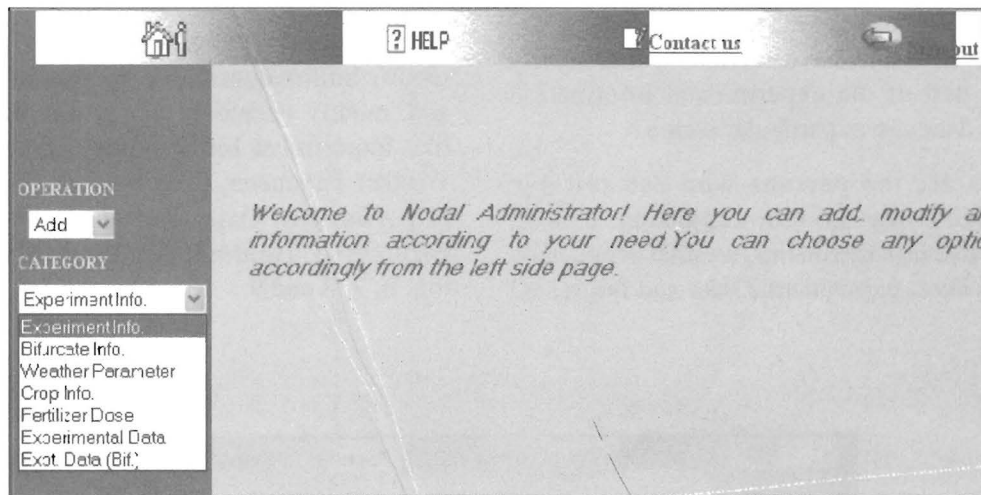 HELP
Contact us
OPERATION
Add
CATEGORY
Experiment Info.
Experiment Info.
Bifurcate Info.
Weather Parameter
Crop Info.
Fertilizer Dose
Experimental Data
Expt. Data (Bif.)
Welcome to Nodal Administrator! Here you can add, modify
information according to your need.You can choose any
accordingly from the left side page.